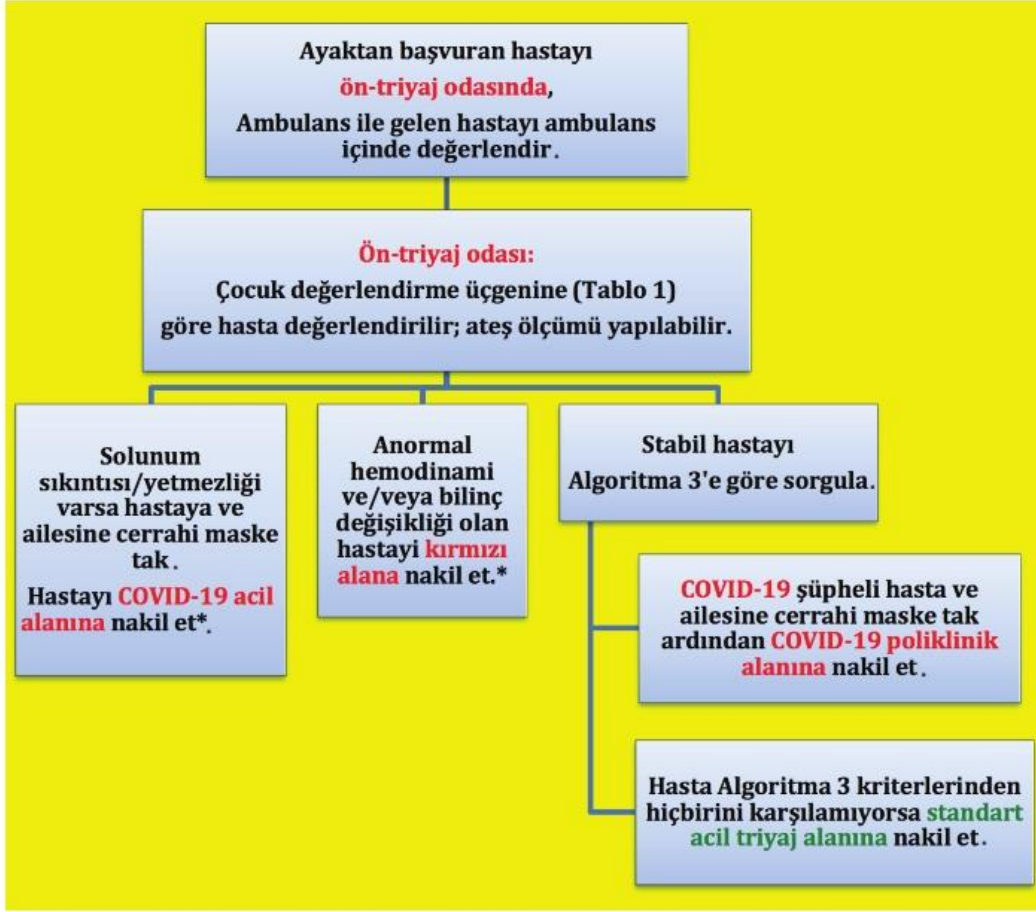 Ayaktan başvuran hastayı
ön-triyaj odasında,
Ambulans ile gelen hastayı ambulans
içinde değerlendir.
Ön-triyaj odası:
Çocuk değerlendirme üçgenine (Tablo 1)
göre hasta değerlendirilir; ateş ölçümü yapılabilir.
Solunum
sıkıntısı/yetmezliği
varsa hastaya ve
ailesine cerrahi maske
tak.
Hastayı COVID-19 acil
alanına nakil et*.
Anormal
hemodinami
ve/veya bilinç
değişikliği olan
hastayi kırmızı
alana nakil et.*
Stabil hastayı
Algoritma 3'e göre sorgula.
COVID-19 şüpheli hasta ve
ailesine cerrahi maske tak
ardından COVID-19 poliklinik
alanına nakil et.
Hasta Algoritma 3 kriterlerinden
hiçbirini karşılamıyorsa standart
acil triyaj alanına nakil et.